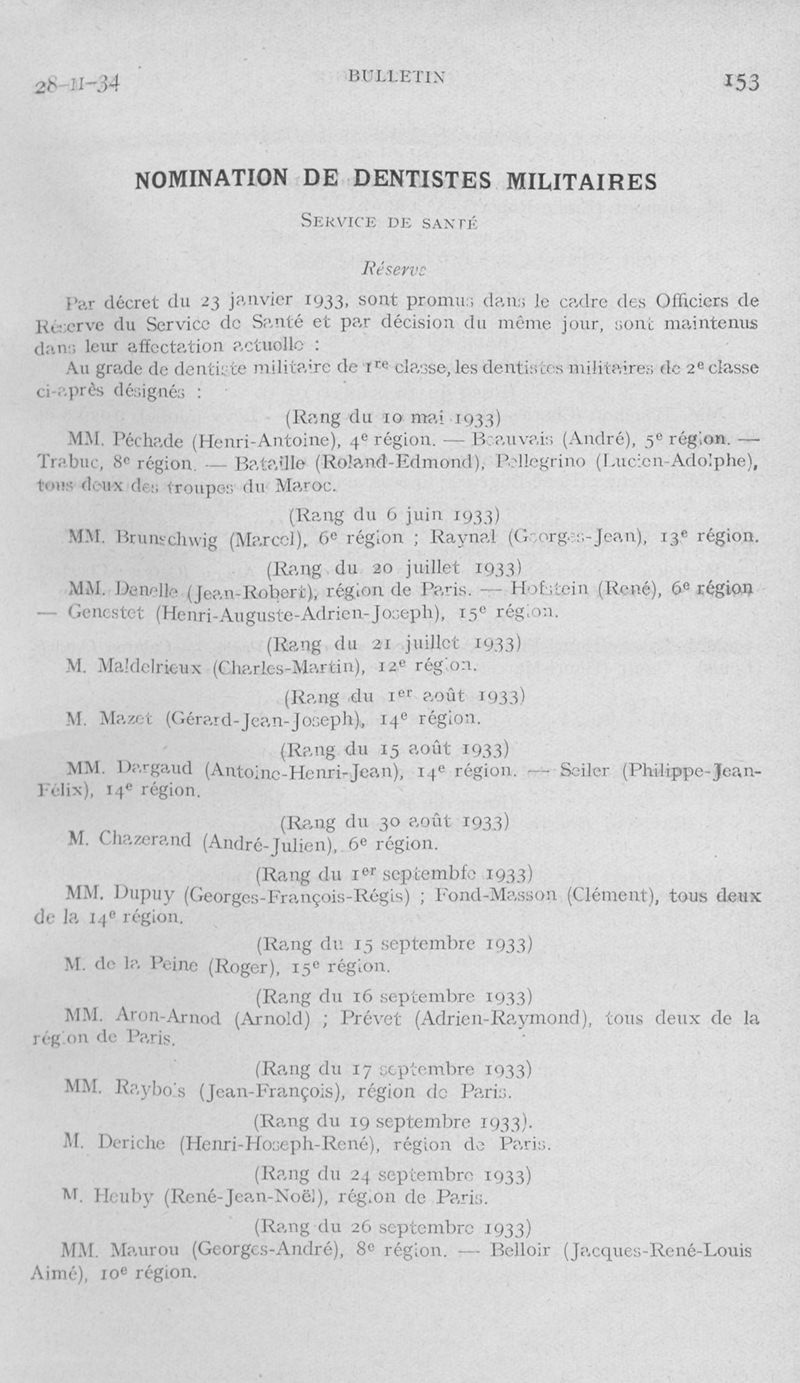 28-11-34
BULLETIN
153
NOMINATION DE DENTISTES MILITAIRES
SERVICE DE SANTÉ
Réserve
Par décret du 23 janvier 1933, sont promus dans le cadre des Officiers de
Réserve du Service de Santé et par décision du même jour, sont maintenus
dans leur affectation actuelle :
Au grade de dentiste militaire de 1re classe, les dentistes militaires de 2e classe
ci-après désignés :
(Rang du 10 mai 1933)
MM. Péchade (Henri-Antoine), 4e région. — Beauvais (André), 5e région. —
Trabuc, 8e région. — Bataille (Roland-Edmond), Pellegrino (Lucien-Adolphe),
tous deux des troupes du Maroc.
(Rang du 6 juin 1933)
MM. Brunschwig (Marcel), 6e région ; Raynal (Georges-Jean), 13e région.
(Rang du 20 juillet 1933)
MM. Denelle (Jean-Robert), région de Paris. — Hofstein (René), 6e région
— Genestet (Henri-Auguste-Adrien-Joseph), 15e région.
(Rang du 21 juillet 1933)
M. Maldelrieux (Charles-Martin), 12e région.
(Rang du 1er août 1933)
M. Mazet (Gérard-Jean-Joseph), 14e région.
(Rang du 15 août 1933)
MM. Dargaud (Antoine-Henri-Jean), 14e région. — Seiler (Philippe-Jean-
Félix), 14e région.
(Rang du 30 août 1933)
M. Chazerand (André-Julien), 6e région.
(Rang du 1er septembre 1933)
MM. Dupuy (Georges-François-Régis) ; Fond-Masson (Clément), tous deux
de la 14e région.
(Rang du 15 septembre 1933)
M. de la Peine (Roger), 15e région.
(Rang du 16 septembre 1933)
MM. Aron-Arnod (Arnold) ; Prévet (Adrien-Raymond), tous deux de la
région de Paris.
(Rang du 17 septembre 1933)
MM. Raybois (Jean-François), région de Paris.
(Rang du 19 septembre 1933).
M. Deriche (Henri-Hoseph-René), région de Paris.
(Rang du 24 septembre 1933)
M. Heuby (René-Jean-Noël), région de Paris.
(Rang du 26 septembre 1933)
MM. Maurou (Georges-André), 8e région. — Belloir (Jacques-René-Louis
Aimé), 10e région.